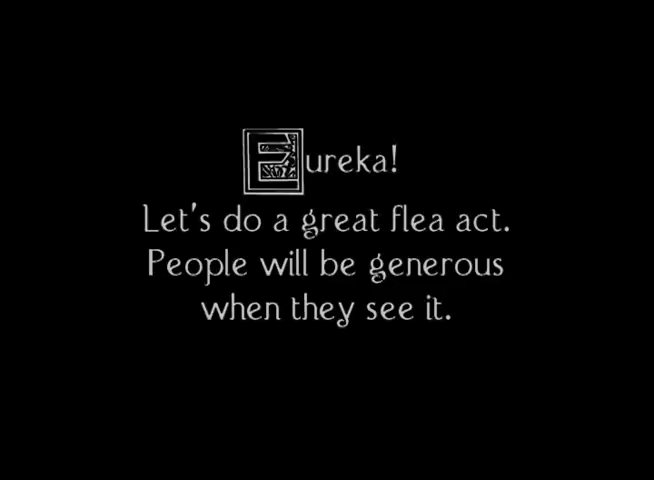 Eureka!
Let's do a great flea act.
People will be generous
when they see it.